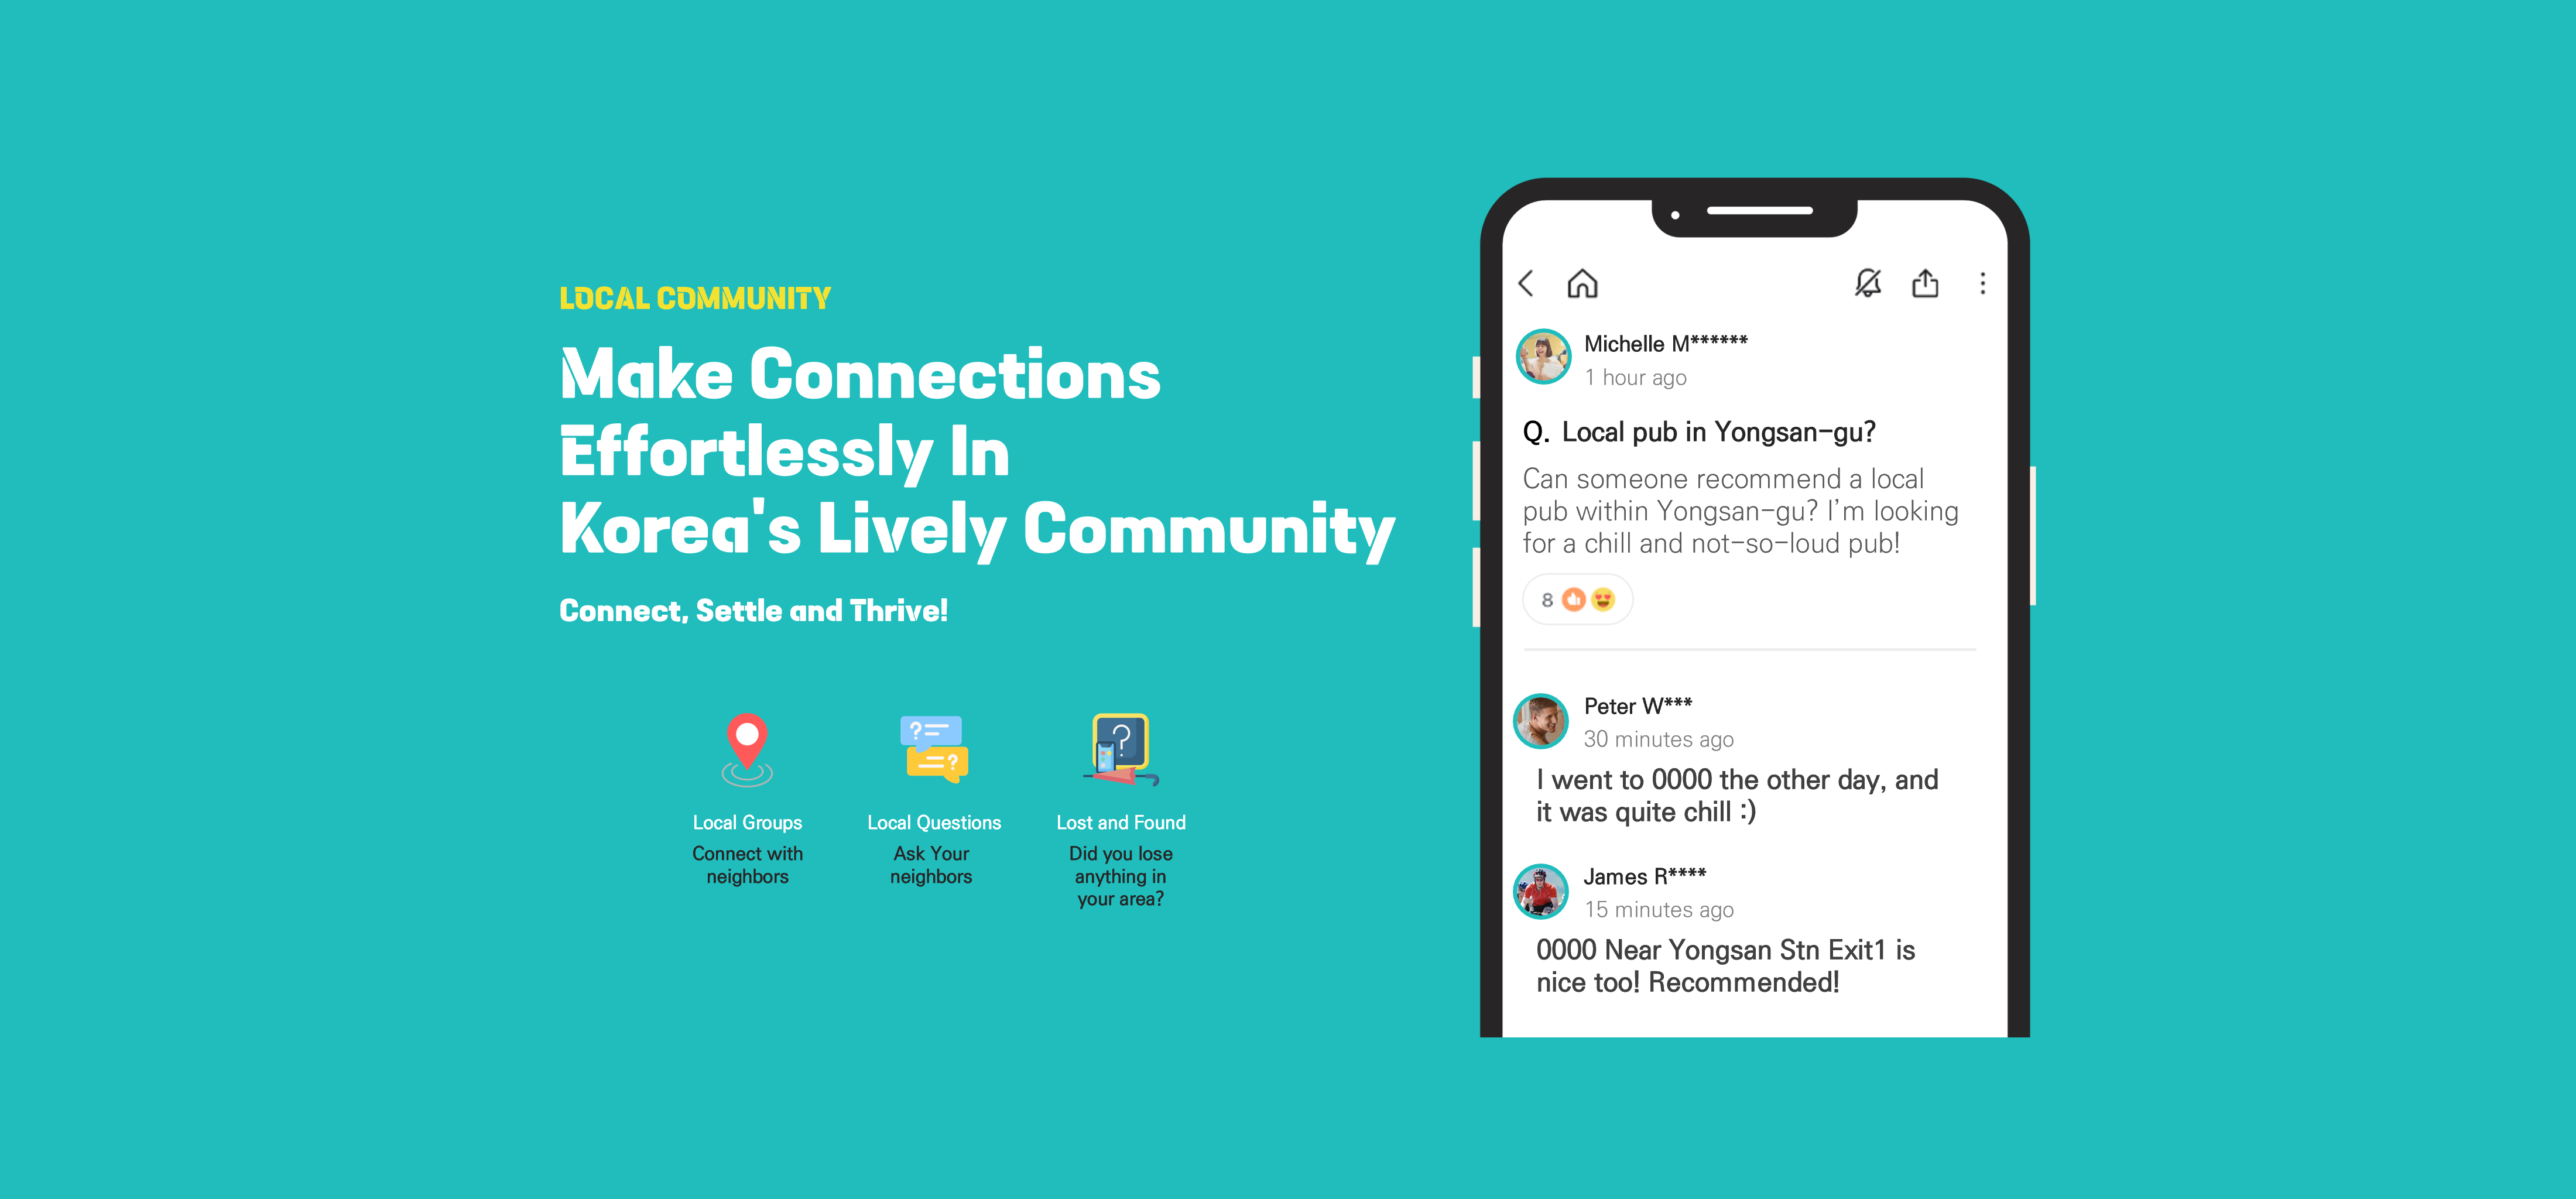 LOCAL COMMUNITY
Make Connections
Effortlessly In
Korea's Lively Community
Connect, Settle and Thrive!
Local Groups
Connect with
neighbors
Local Questions
Ask Your
neighbors
Lost and Found
Did you lose
anything in
your area?
Michelle M******
1 hour ago
Q. Local pub in Yongsan-gu?
Can someone recommend a local
pub within Yongsan-gu? I’m looking
for a chill and not-so-loud pub!
8
Peter W***
30 minutes ago
I went to 0000 the other day, and
it was quite chill :)
James R****
15 minutes ago
0000 Near Yongsan Stn Exit1 is
nice too! Recommended!